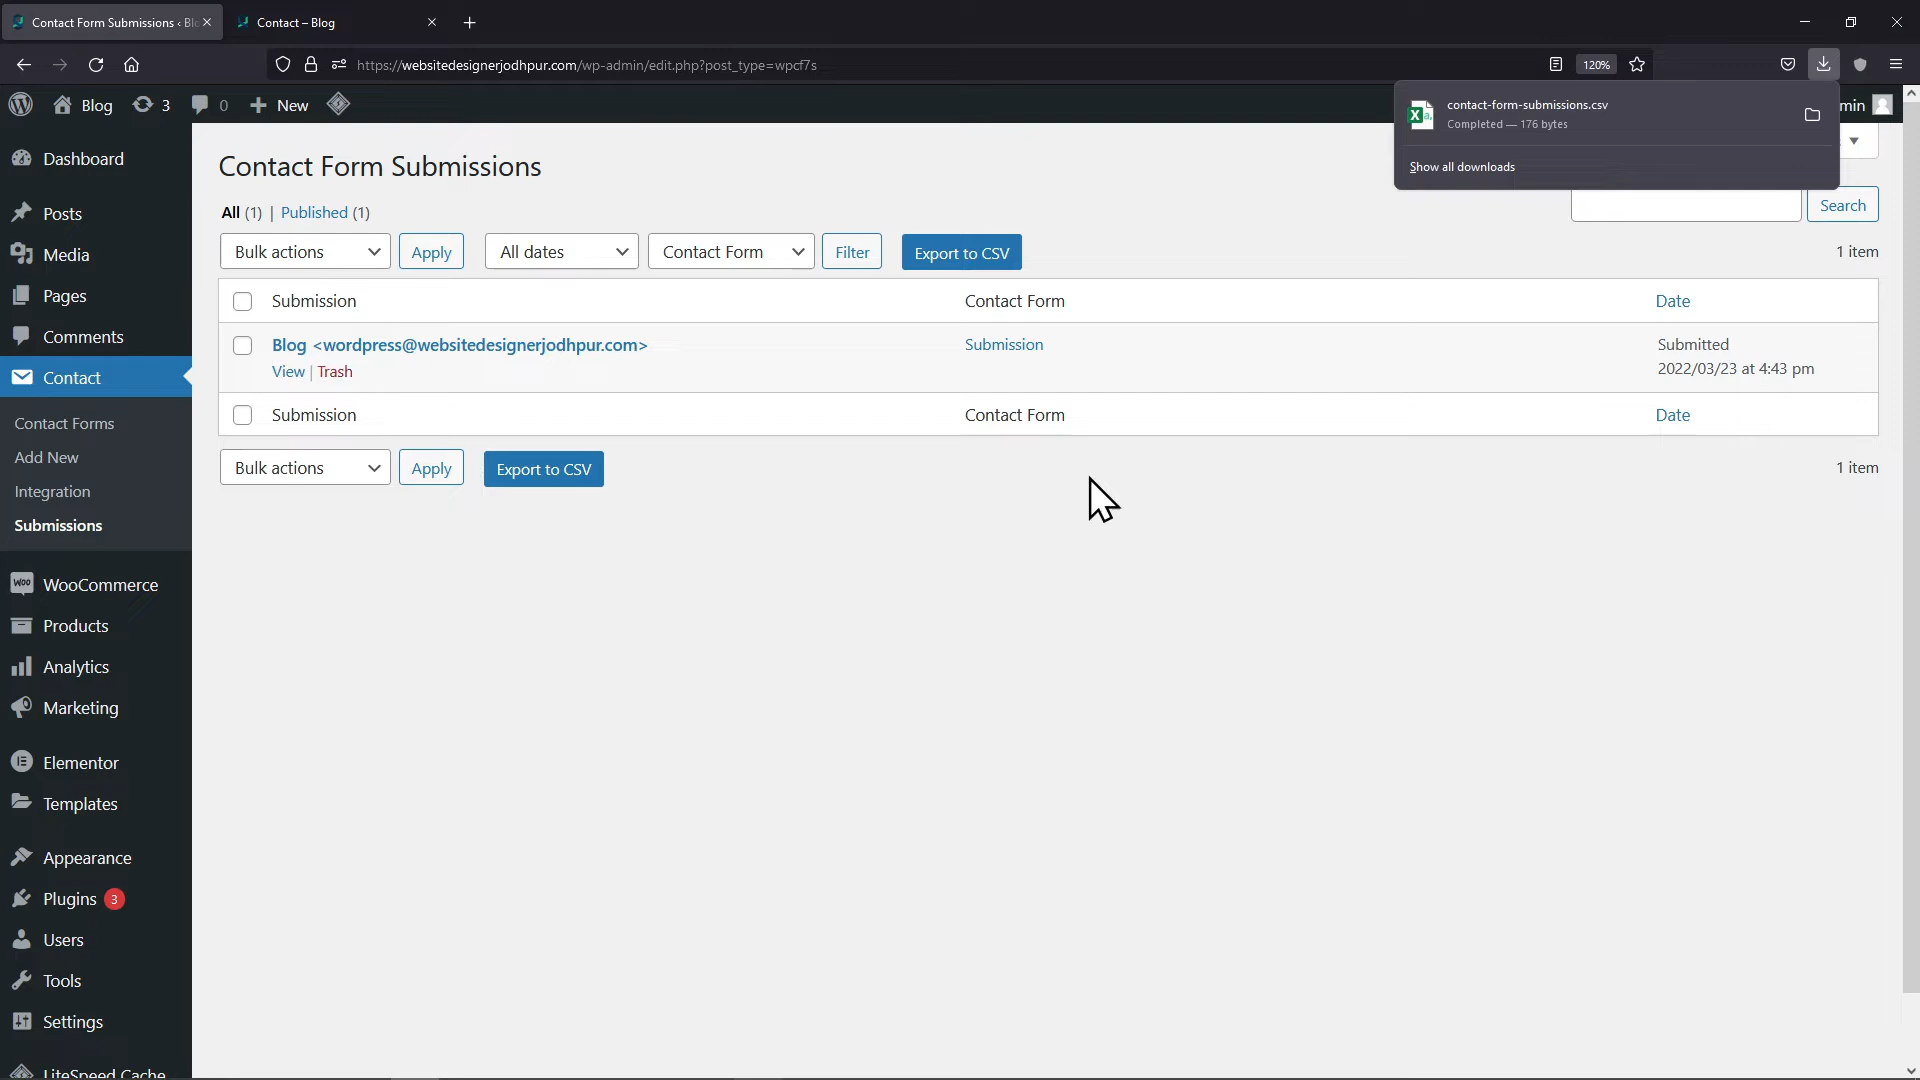 Contact Form Submissions ‹ Blo
Contact – Blog
https://websitedesignerjodhpur.com/wp-admin/edit.php?post_type=wpcf7s
120%
Blog
3
0
New
min
contact-form-submissions.csv
Completed — 176 bytes
Show all downloads
Dashboard
Posts
Media
Pages
Comments
Contact
Contact Forms
Add New
Integration
Submissions
WooCommerce
Products
Analytics
Marketing
Elementor
Templates
Appearance
Plugins 3
Users
Tools
Settings
LiteSpeed Cache
Contact Form Submissions
All (1) | Published (1)
Search
Bulk actions
Apply
All dates
Contact Form
Filter
Export to CSV
1 item
Submission
Contact Form
Date
Blog <wordpress@websitedesignerjodhpur.com>
Submission
Submitted
View | Trash
2022/03/23 at 4:43 pm
Submission
Contact Form
Date
Bulk actions
Apply
Export to CSV
1 item